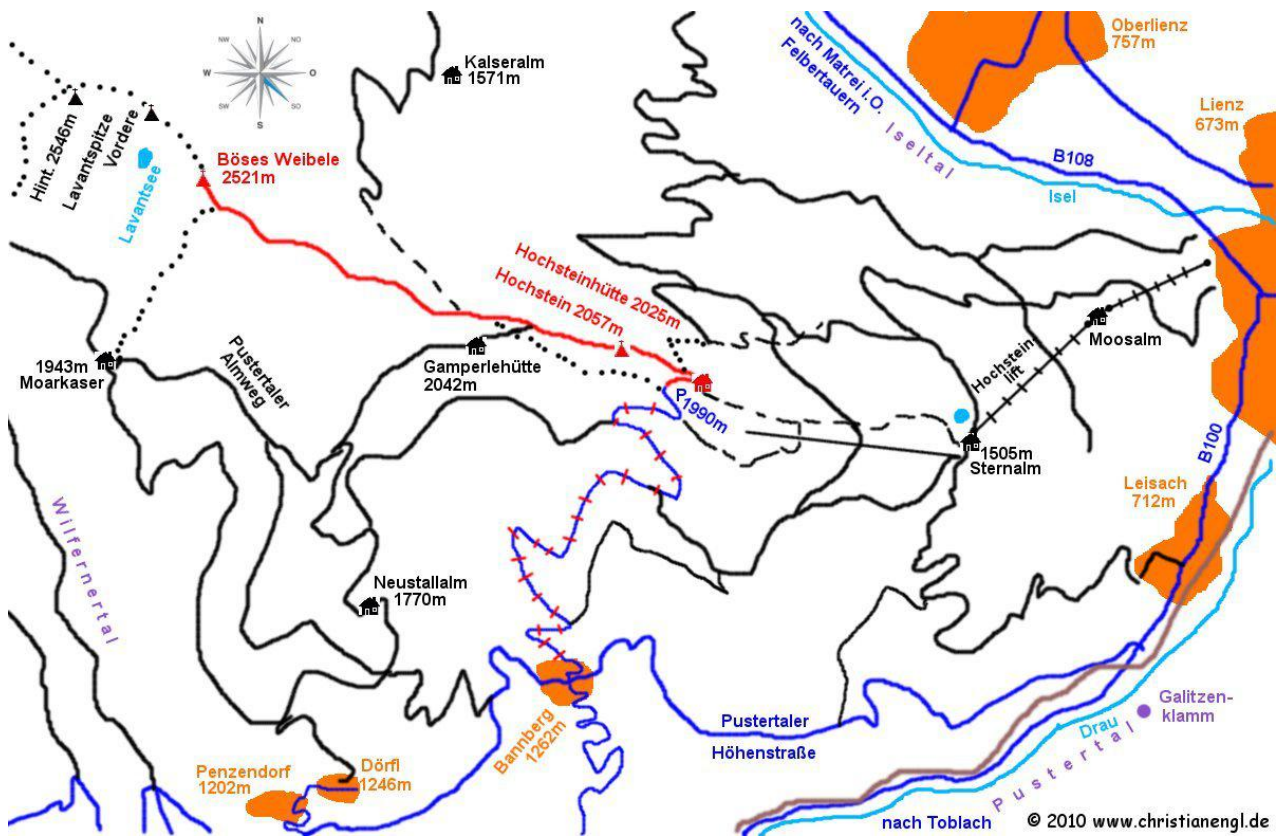 N
NW
NO
W
O
SW
SO
S
Kalseralm
1571m
nach Matrei i.O.
Felbertauern
Iseltal
Oberlienz
757m
Lienz
673m
B108
Isel
Hint. 2546m
Lavantspitze
Vordere
Lavantsee
Böses Weibele
2521m
Hochsteinhütte 2025m
Hochstein 2057m
1943m
Moarkaser
Pustertaler
Almweg
Gamperlehütte
2042m
P
1990m
Hochstein
lift
Moosalm
1505m
Sternalm
B100
Leisach
712m
Wilfernertal
Neustallalm
1770m
Bannberg
1262m
Pustertaler
Höhenstraße
Galitzen-
klamm
Drau
Pustertal
Penzendorf
1202m
Dörfl
1246m
nach Toblach
© 2010 www.christianengl.de